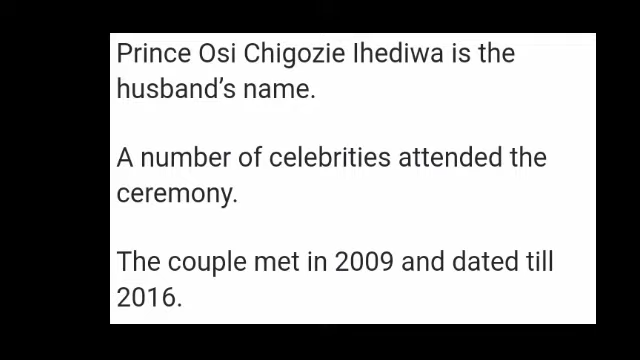 Prince Osi Chigozie Ihediwa is the
husband’s name.
A number of celebrities attended the
ceremony.
The couple met in 2009 and dated till
2016.